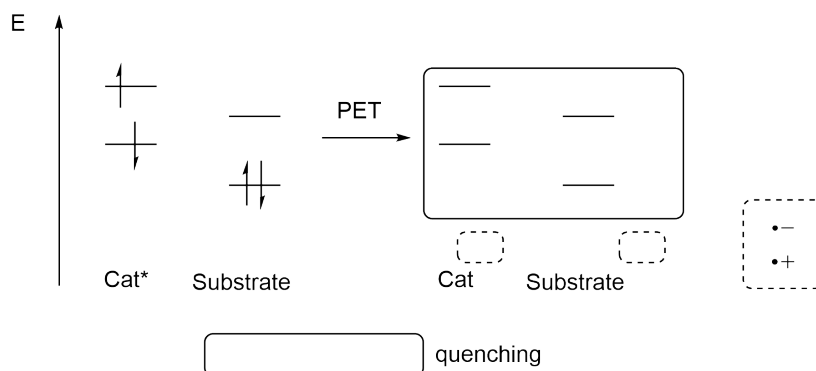 E
PET
•–
•+
Cat*
Substrate
Cat
Substrate
quenching